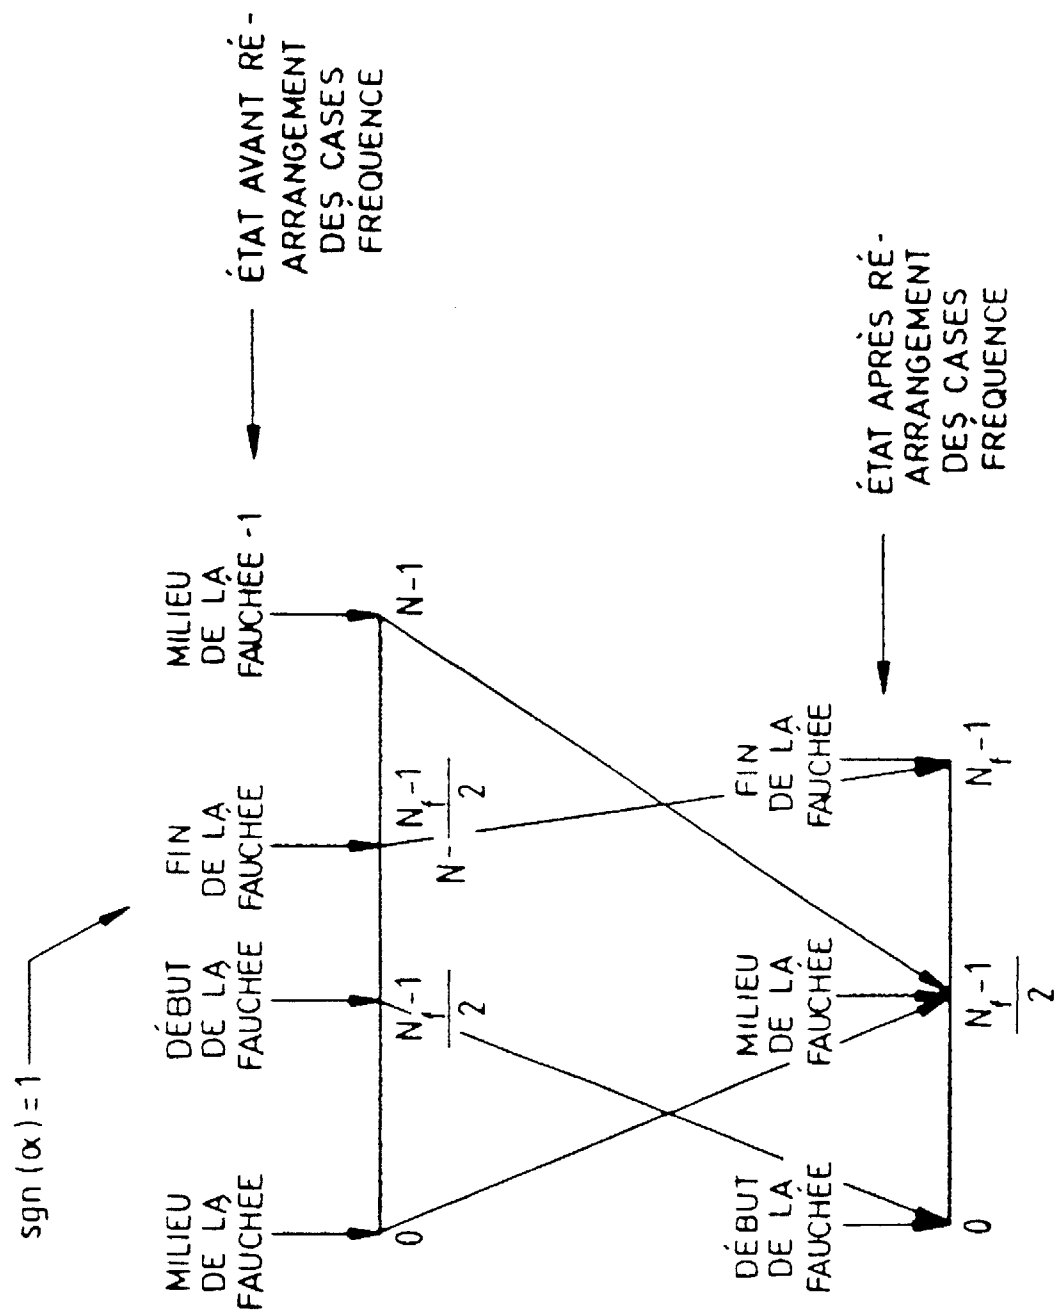 sgn (α) = 1
MILIEU
DE LA
FAUCHÉE
DÉBUT
DE LA
FAUCHÉE
FIN
DE LA
FAUCHÉE
MILIEU
DE LA
FAUCHÉE -1
ÉTAT AVANT RÉ-
ARRANGEMENT
DES CASES
FRÉQUENCE
0
N_f-1
2
N- N_f-1
2
N-1
DÉBUT
DE LA
FAUCHÉE
MILIEU
DE LA
FAUCHÉE
FIN
DE LA
FAUCHÉE
ÉTAT APRÈS RÉ-
ARRANGEMENT
DES CASES
FRÉQUENCE
0
N_f-1
2
N_f-1